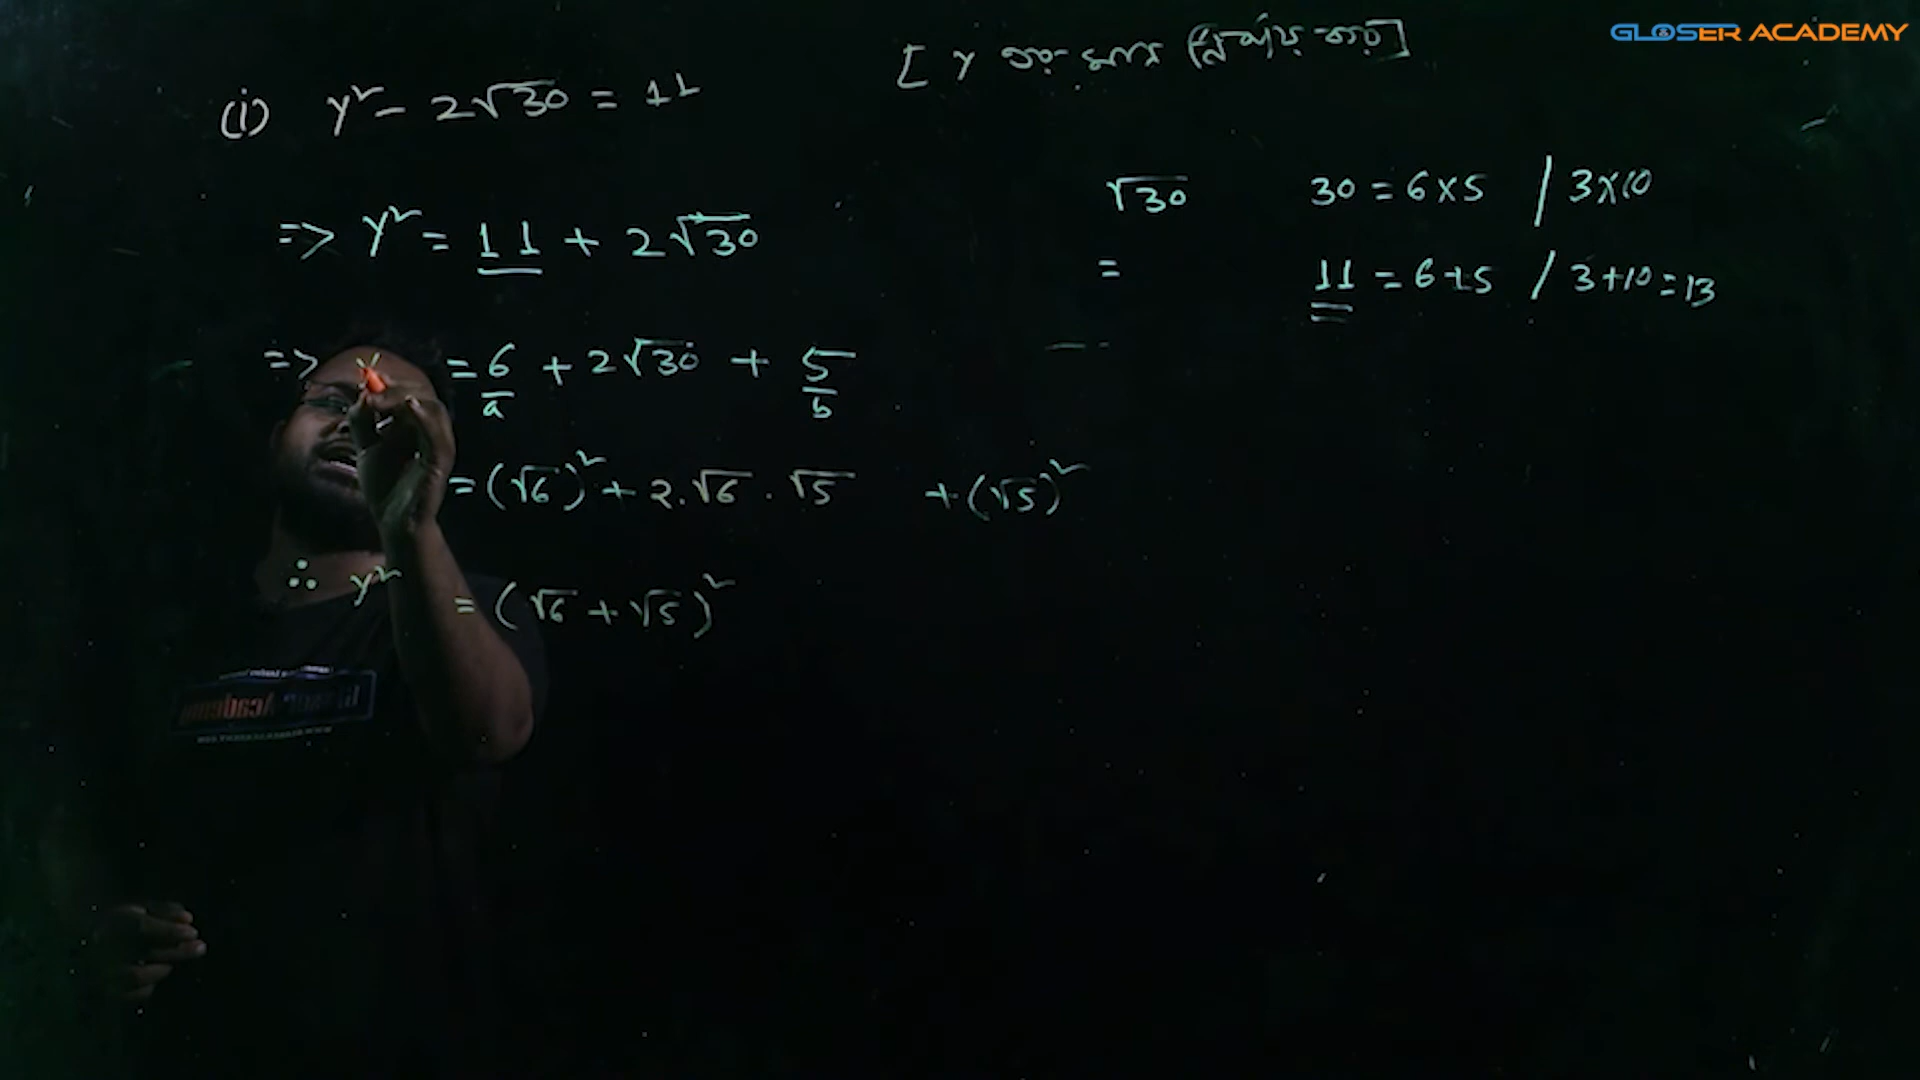 GLOSER ACADEMY
[ y এর মান নির্ণয় কর ]
(i) y² - 2√30 = 11
=> y² = 11 + 2√30
=> y = 6 + 2√30 + 5
a b
= (√6)² + 2.√6 . √5 + (√5)²
∴ y² = (√6 + √5)²
√30 30 = 6×5 / 3×10
= 11 = 6+5 / 3+10=13